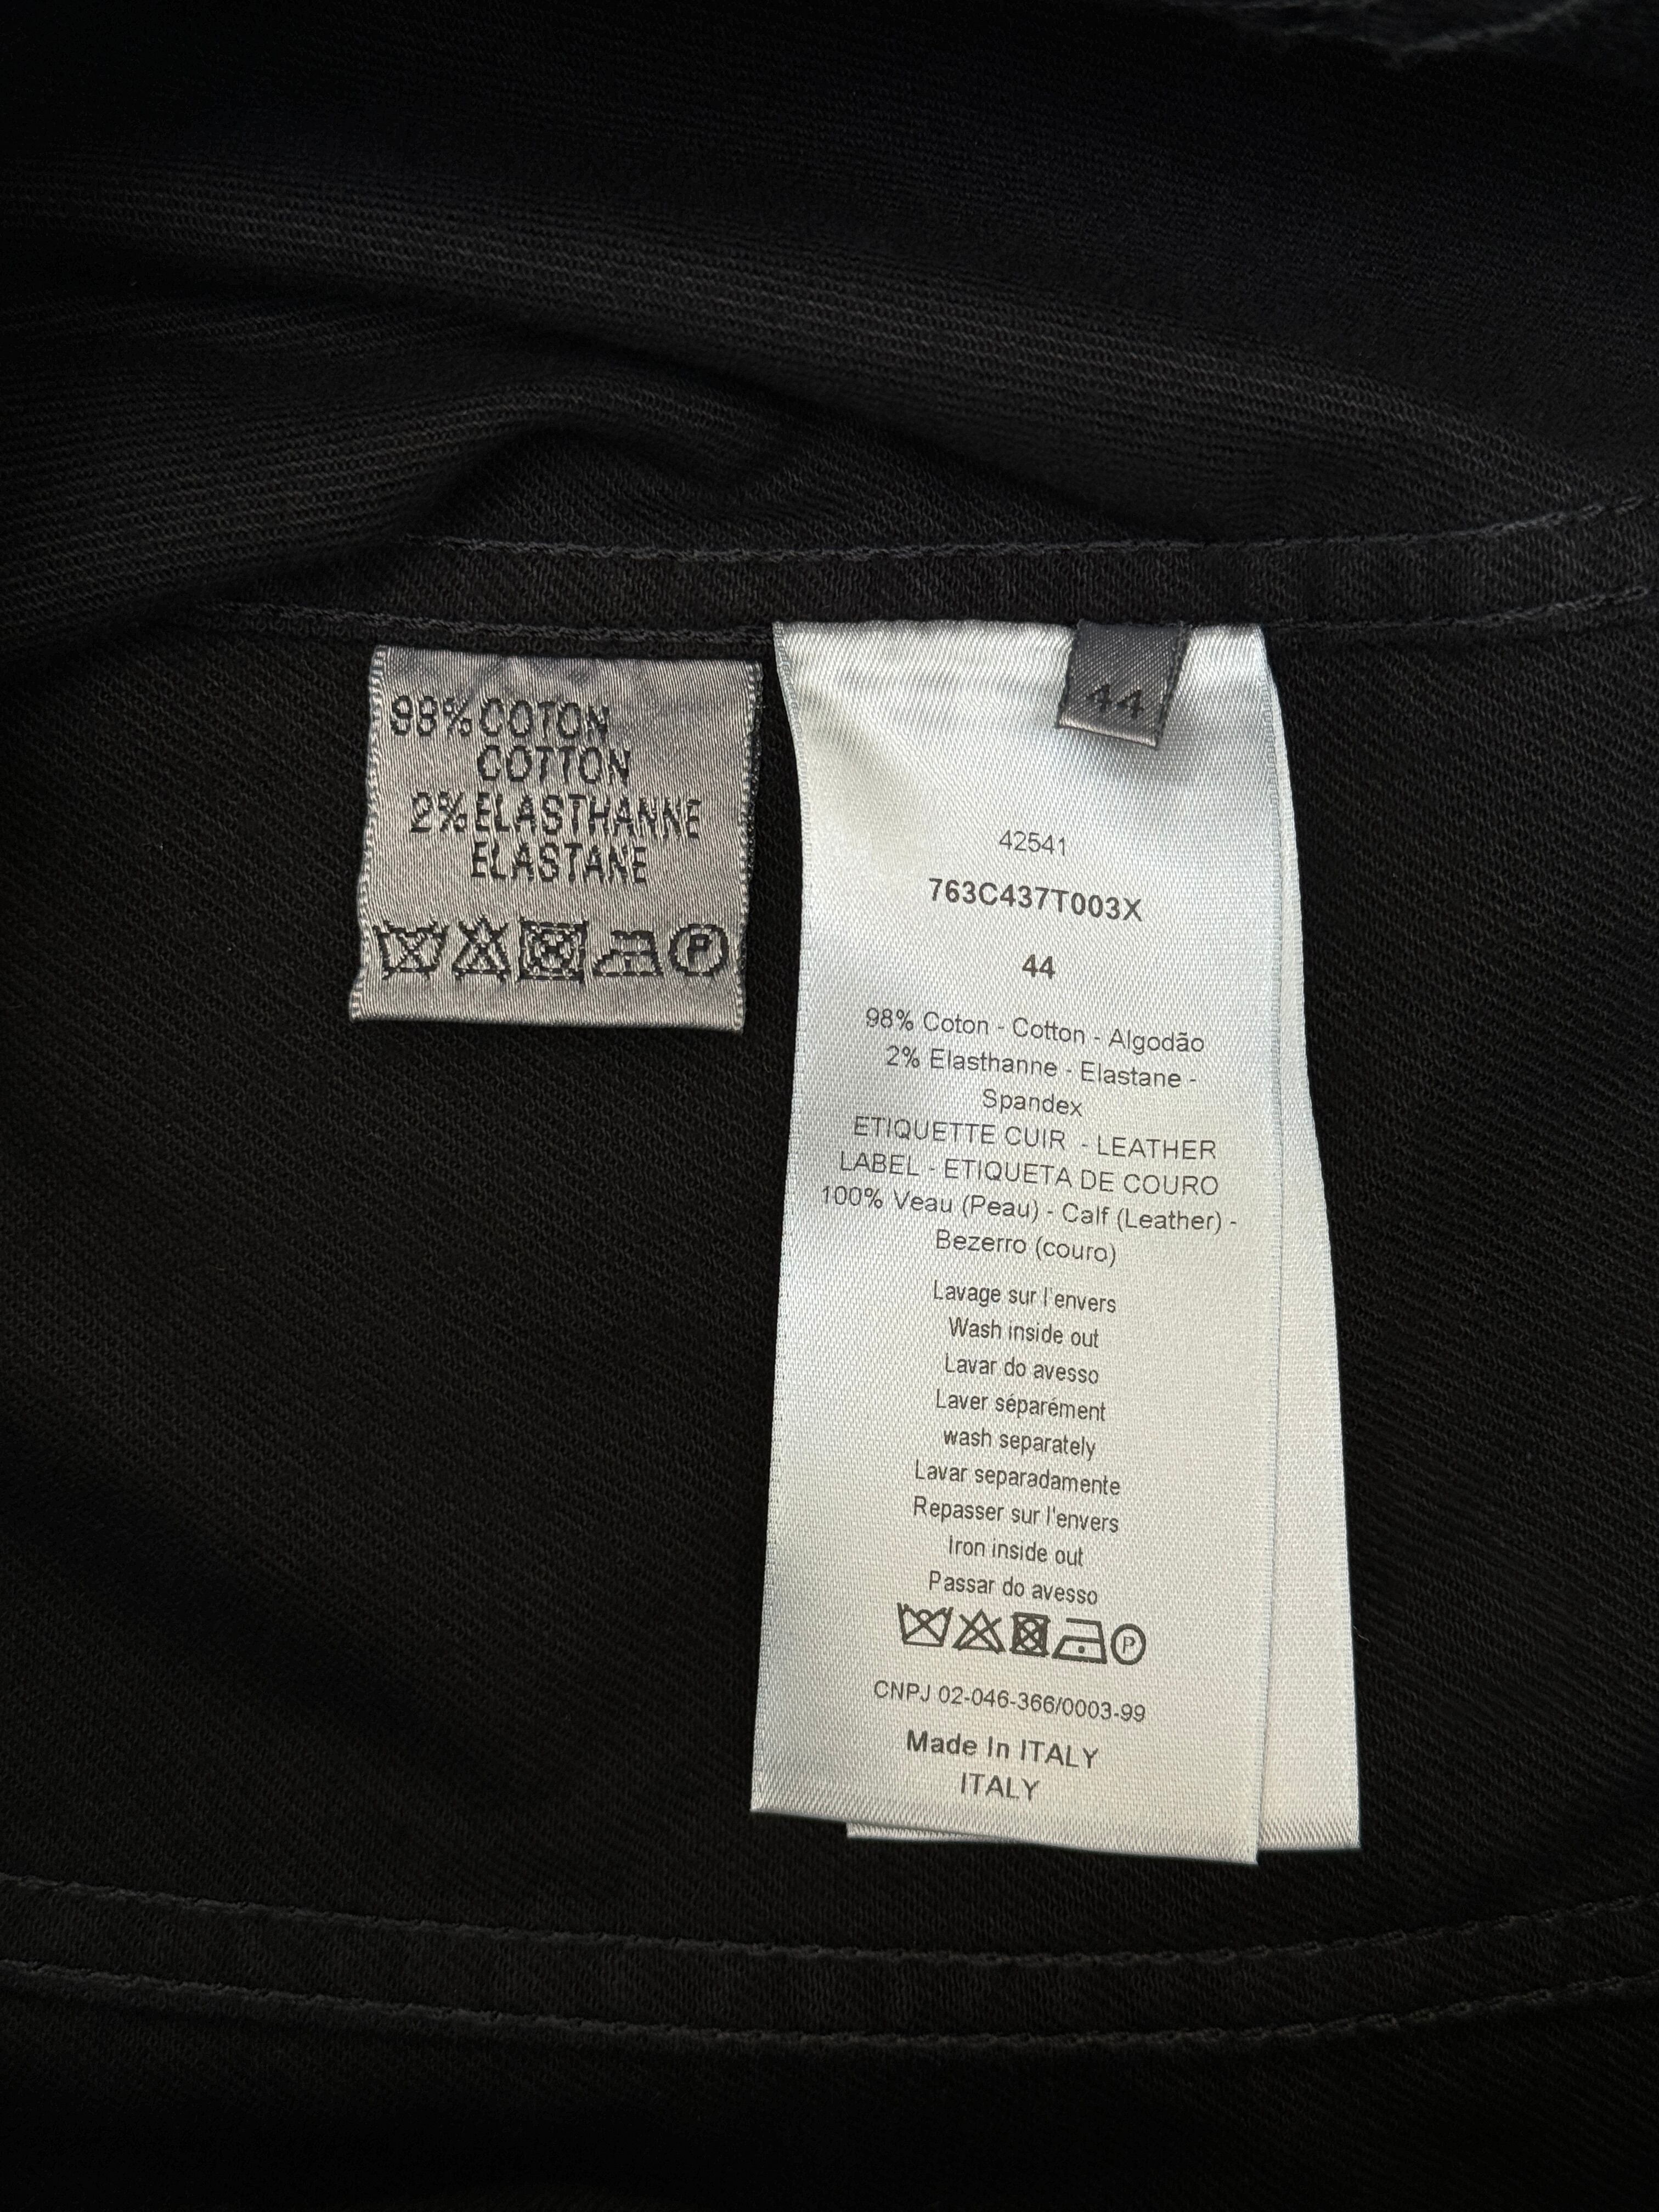 98% COTON
COTTON
2% ELASTHANNE
ELASTANE
P
44
42541
763C437T003X
44
98% Coton - Cotton - Algodão
2% Elasthanne - Elastane -
Spandex
ETIQUETTE CUIR - LEATHER
LABEL - ETIQUETA DE COURO
100% Veau (Peau) - Calf (Leather) -
Bezerro (couro)
Lavage sur l'envers
Wash inside out
Lavar do avesso
Laver séparément
wash separately
Lavar separadamente
Repasser sur l'envers
Iron inside out
Passar do avesso
P
CNPJ 02-046-366/0003-99
Made In ITALY
ITALY